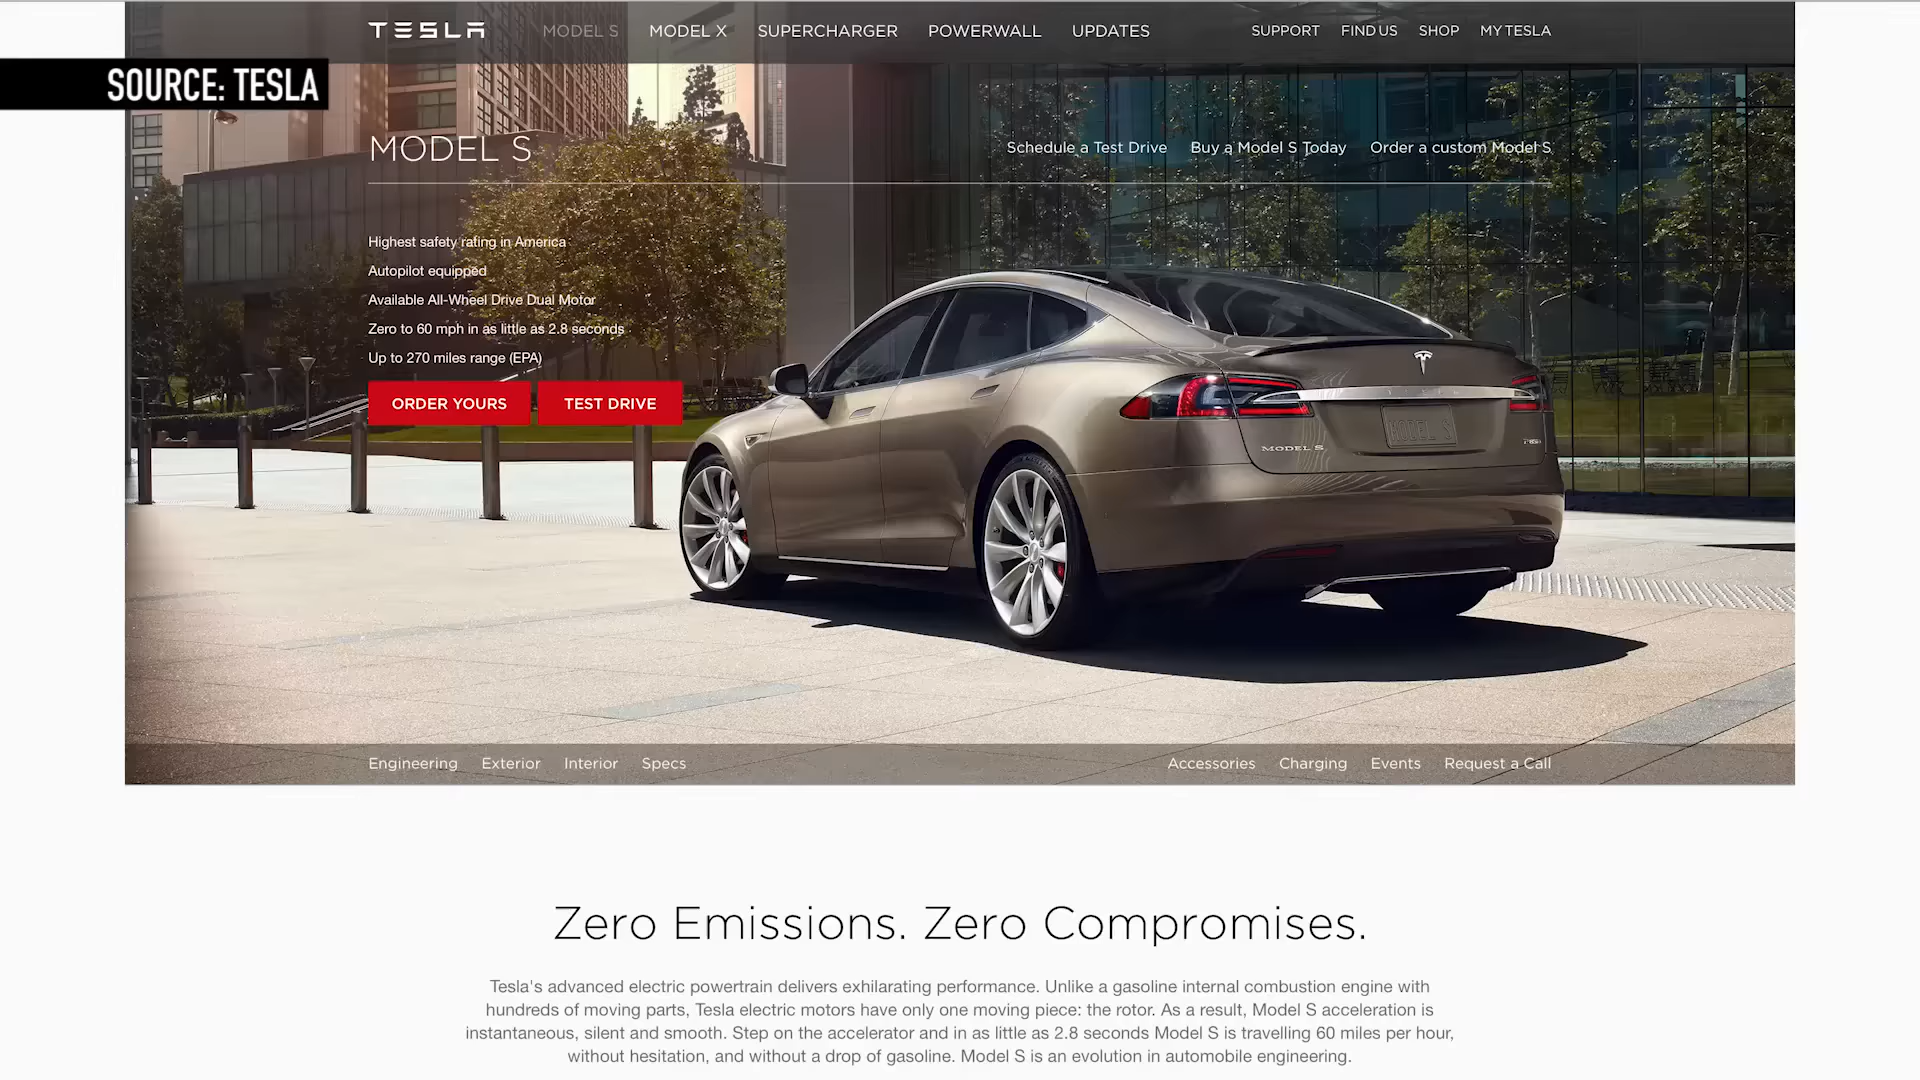 TESLA
MODEL S
MODEL X
SUPERCHARGER
POWERWALL
UPDATES
SUPPORT
FIND US
SHOP
MY TESLA
SOURCE: TESLA
MODEL S
Schedule a Test Drive
Buy a Model S Today
Order a custom Model S
Highest safety rating in America
Autopilot equipped
Available All-Wheel Drive Dual Motor
Zero to 60 mph in as little as 2.8 seconds
Up to 270 miles range (EPA)
ORDER YOURS
TEST DRIVE
MODEL S
MODEL S
Engineering
Exterior
Interior
Specs
Accessories
Charging
Events
Request a Call
Zero Emissions. Zero Compromises.
Tesla's advanced electric powertrain delivers exhilarating performance. Unlike a gasoline internal combustion engine with
hundreds of moving parts, Tesla electric motors have only one moving piece: the rotor. As a result, Model S acceleration is
instantaneous, silent and smooth. Step on the accelerator and in as little as 2.8 seconds Model S is travelling 60 miles per hour,
without hesitation, and without a drop of gasoline. Model S is an evolution in automobile engineering.